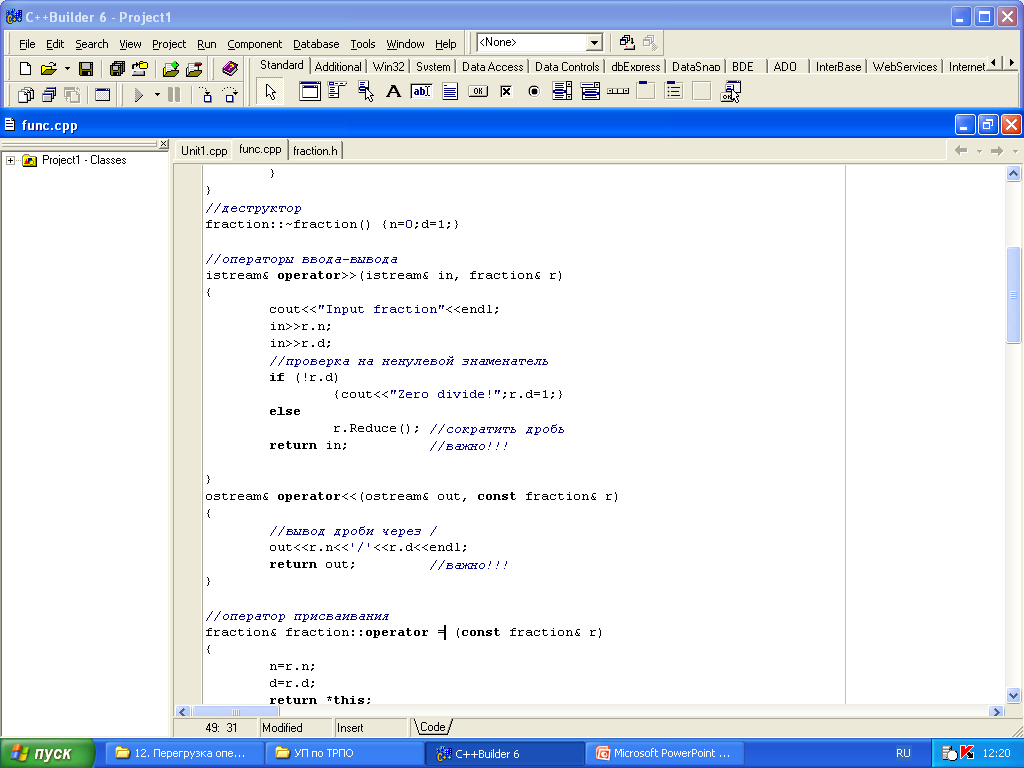 C++Builder 6 - Project1
File Edit Search View Project Run Component Database Tools Window Help <None>
Standard Additional Win32 System Data Access Data Controls dbExpress DataSnap BDE ADO InterBase WebServices Internet
func.cpp
Project1 - Classes
Unit1.cpp func.cpp fraction.h
}
}
//деструктор
fraction::~fraction() {n=0;d=1;}
//операторы ввода-вывода
istream& operator>>(istream& in, fraction& r)
{
cout<<"Input fraction"<<endl;
in>>r.n;
in>>r.d;
//проверка на ненулевой знаменатель
if (!r.d)
{cout<<"Zero divide!";r.d=1;}
else
r.Reduce(); //сократить дробь
return in; //важно!!!
}
ostream& operator<<(ostream& out, const fraction& r)
{
//вывод дроби через /
out<<r.n<<'/'<<r.d<<endl;
return out; //важно!!!
}
//оператор присваивания
fraction& fraction::operator = (const fraction& r)
{
n=r.n;
d=r.d;
return *this;
49: 31 Modified Insert Code
пуск 12. Перегрузка опе... УП по ТРПО C++Builder 6 Microsoft PowerPoint ... RU 12:20